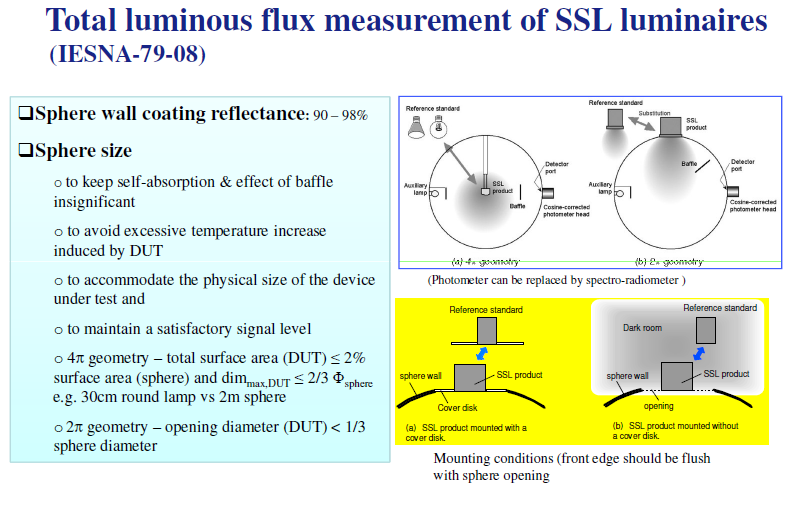 Total luminous flux measurement of SSL luminaires
(IESNA-79-08)
❑Sphere wall coating reflectance: 90 – 98%
❑Sphere size
o to keep self-absorption & effect of baffle
insignificant
o to avoid excessive temperature increase
induced by DUT
o to accommodate the physical size of the device
under test and
o to maintain a satisfactory signal level
o 4π geometry – total surface area (DUT) ≤ 2%
surface area (sphere) and dimmax,DUT ≤ 2/3 Φsphere
e.g. 30cm round lamp vs 2m sphere
o 2π geometry – opening diameter (DUT) < 1/3
sphere diameter
Reference standard
Auxiliary
lamp
SSL
product
Baffle
Detector
port
Cosine-corrected
photometer head
(a) 4π geometry
Reference standard
Substitution
SSL
product
Baffle
Auxiliary
lamp
Detector
port
Cosine-corrected
photometer head
(b) 2π geometry
(Photometer can be replaced by spectro-radiometer )
Reference standard
sphere wall
SSL product
Cover disk
(a) SSL product mounted with a
cover disk.
Reference standard
Dark room
sphere wall
SSL product
opening
(b) SSL product mounted without
a cover disk.
Mounting conditions (front edge should be flush
with sphere opening